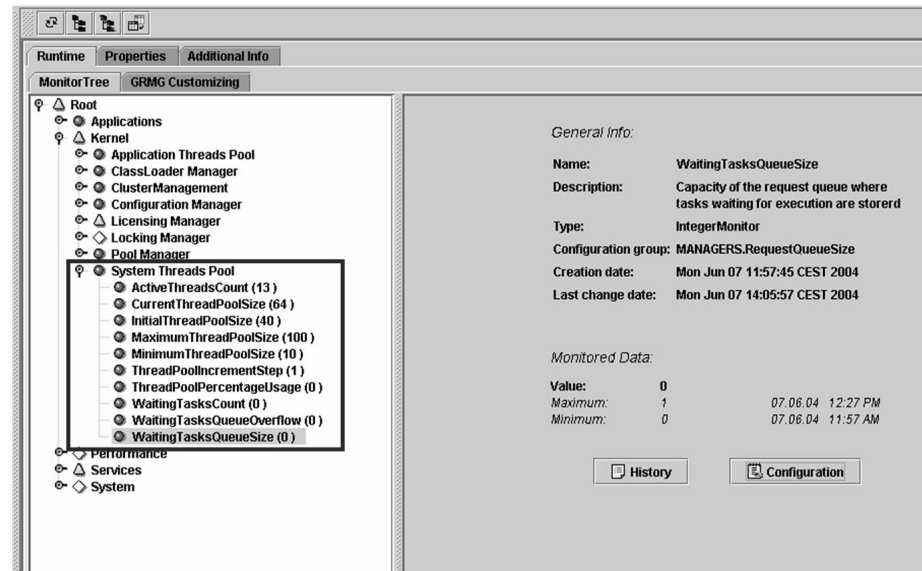 Runtime Properties Additional Info
MonitorTree GRMG Customizing
Root
Applications
Kernel
Application Threads Pool
ClassLoader Manager
ClusterManagement
Configuration Manager
Licensing Manager
Locking Manager
Pool Manager
System Threads Pool
ActiveThreadsCount (13 )
CurrentThreadPoolSize (64 )
InitialThreadPoolSize (40 )
MaximumThreadPoolSize (100 )
MinimumThreadPoolSize (10 )
ThreadPoolIncrementStep (1 )
ThreadPoolPercentageUsage (0 )
WaitingTasksCount (0 )
WaitingTasksQueueOverflow (0 )
WaitingTasksQueueSize (0 )
Performance
Services
System
General Info:
Name: WaitingTasksQueueSize
Description: Capacity of the request queue where
tasks waiting for execution are storerd
Type: IntegerMonitor
Configuration group: MANAGERS.RequestQueueSize
Creation date: Mon Jun 07 11:57:45 CEST 2004
Last change date: Mon Jun 07 14:05:57 CEST 2004
Monitored Data:
Value: 0
Maximum: 1 07.06.04 12:27 PM
Minimum: 0 07.06.04 11:57 AM
History Configuration